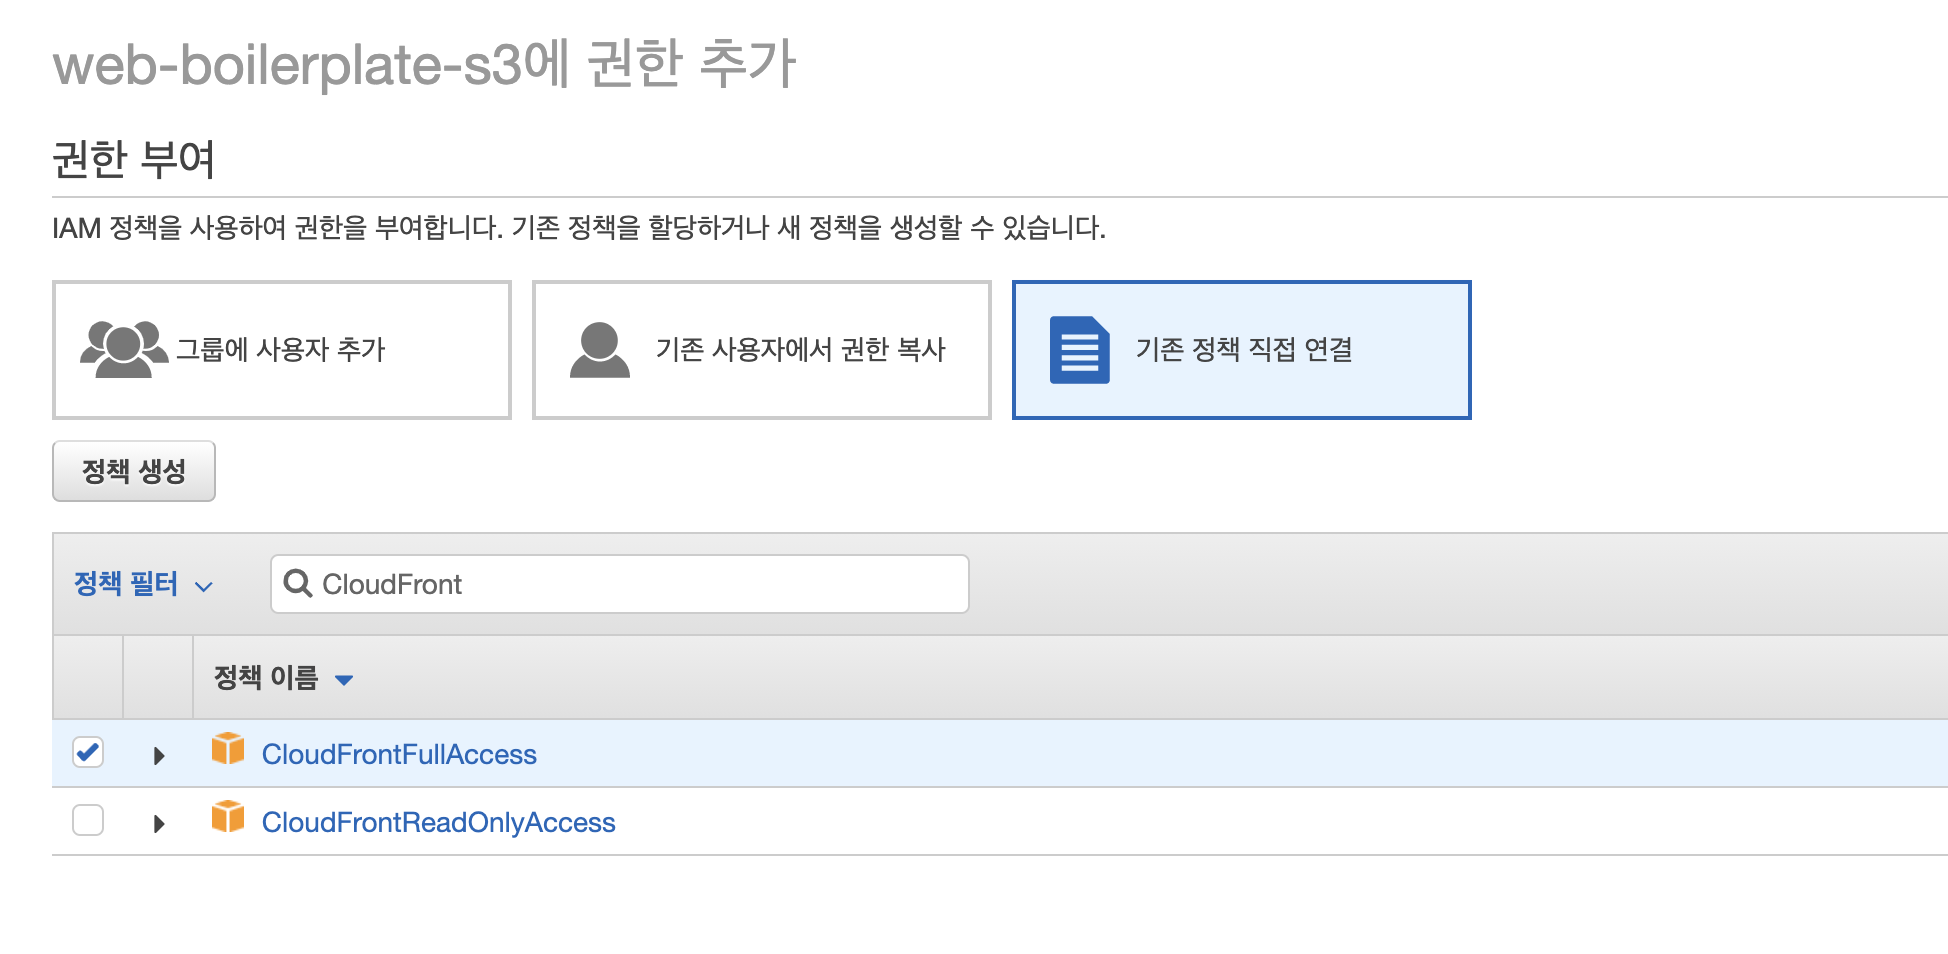 web-boilerplate-s3에 권한 추가
권한 부여
IAM 정책을 사용하여 권한을 부여합니다. 기존 정책을 할당하거나 새 정책을 생성할 수 있습니다.
그룹에 사용자 추가
기존 사용자에서 권한 복사
기존 정책 직접 연결
정책 생성
정책 필터
CloudFront
정책 이름
CloudFrontFullAccess
CloudFrontReadOnlyAccess